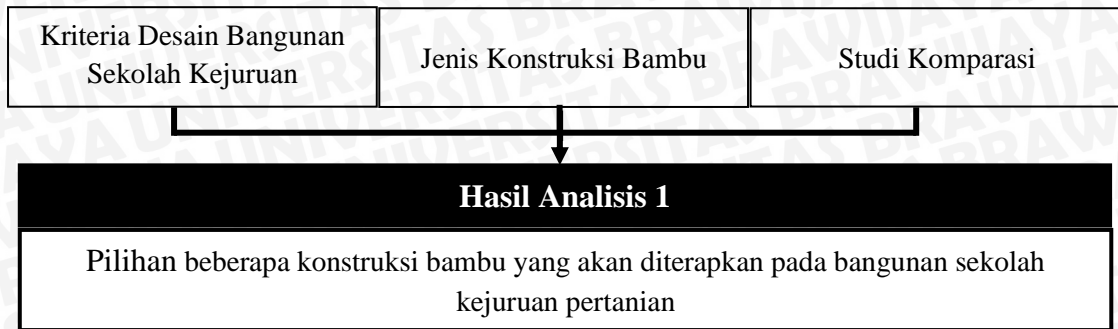 Kriteria Desain Bangunan
Sekolah Kejuruan
Jenis Konstruksi Bambu
Studi Komparasi
Hasil Analisis 1
Pilihan beberapa konstruksi bambu yang akan diterapkan pada bangunan sekolah
kejuruan pertanian